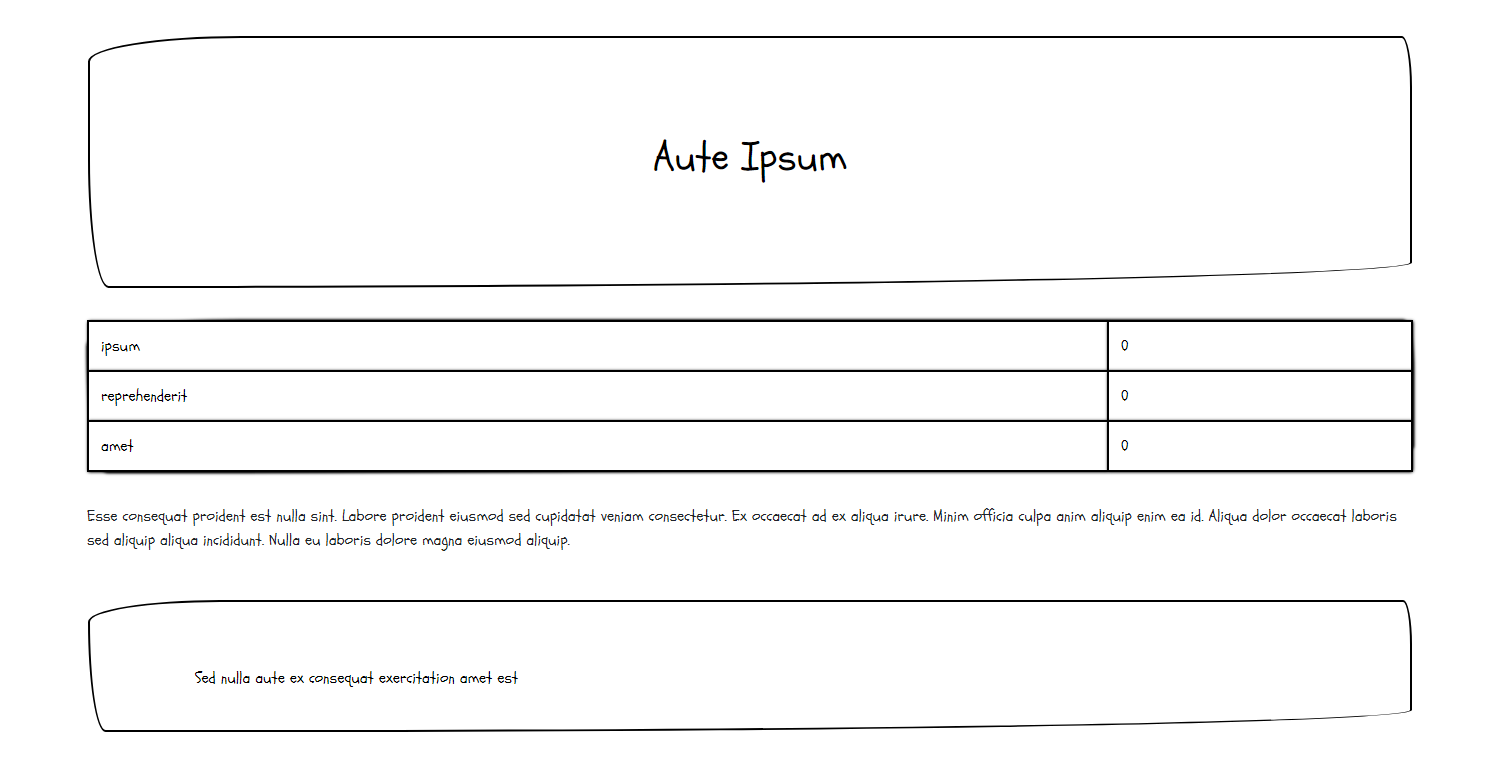 Aute Ipsum
ipsum 0
reprehenderit 0
amet 0
Esse consequat proident est nulla sint. Labore proident eiusmod sed cupidatat veniam consectetur. Ex occaecat ad ex aliqua irure. Minim officia culpa anim aliquip enim ea id. Aliqua dolor occaecat laboris
sed aliquip aliqua incididunt. Nulla eu laboris dolore magna eiusmod aliquip.
Sed nulla aute ex consequat exercitation amet est